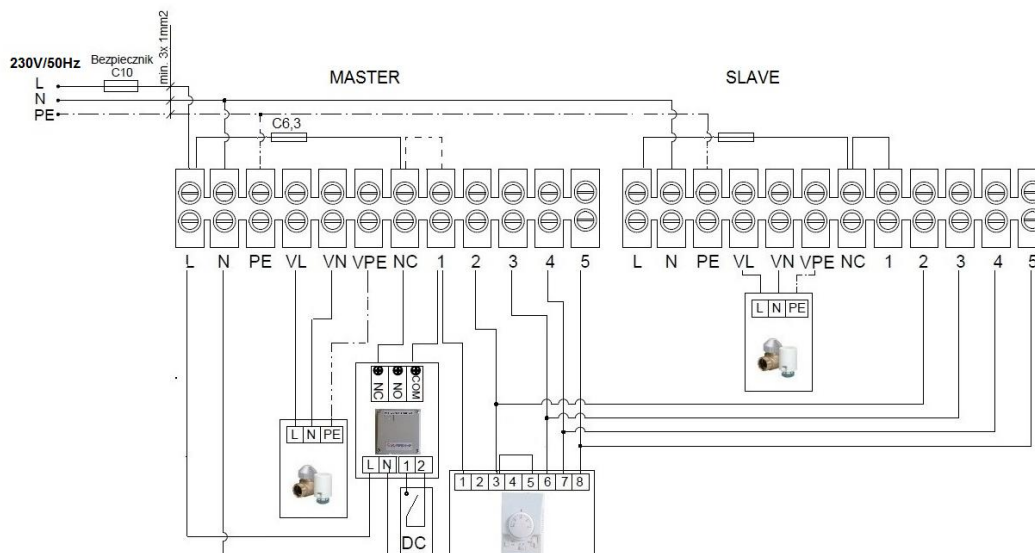 min. 3x 1mm2
230V/50Hz
Bezpiecznik
C10
MASTER
SLAVE
L
N
PE
C6,3
L N PE VL VN VPE NC 1 2 3 4 5
L N PE VL VN VPE NC 1 2 3 4 5
L N PE
NC NO COM
L N PE
L N 1 2
1 2 3 4 5 6 7 8
DC